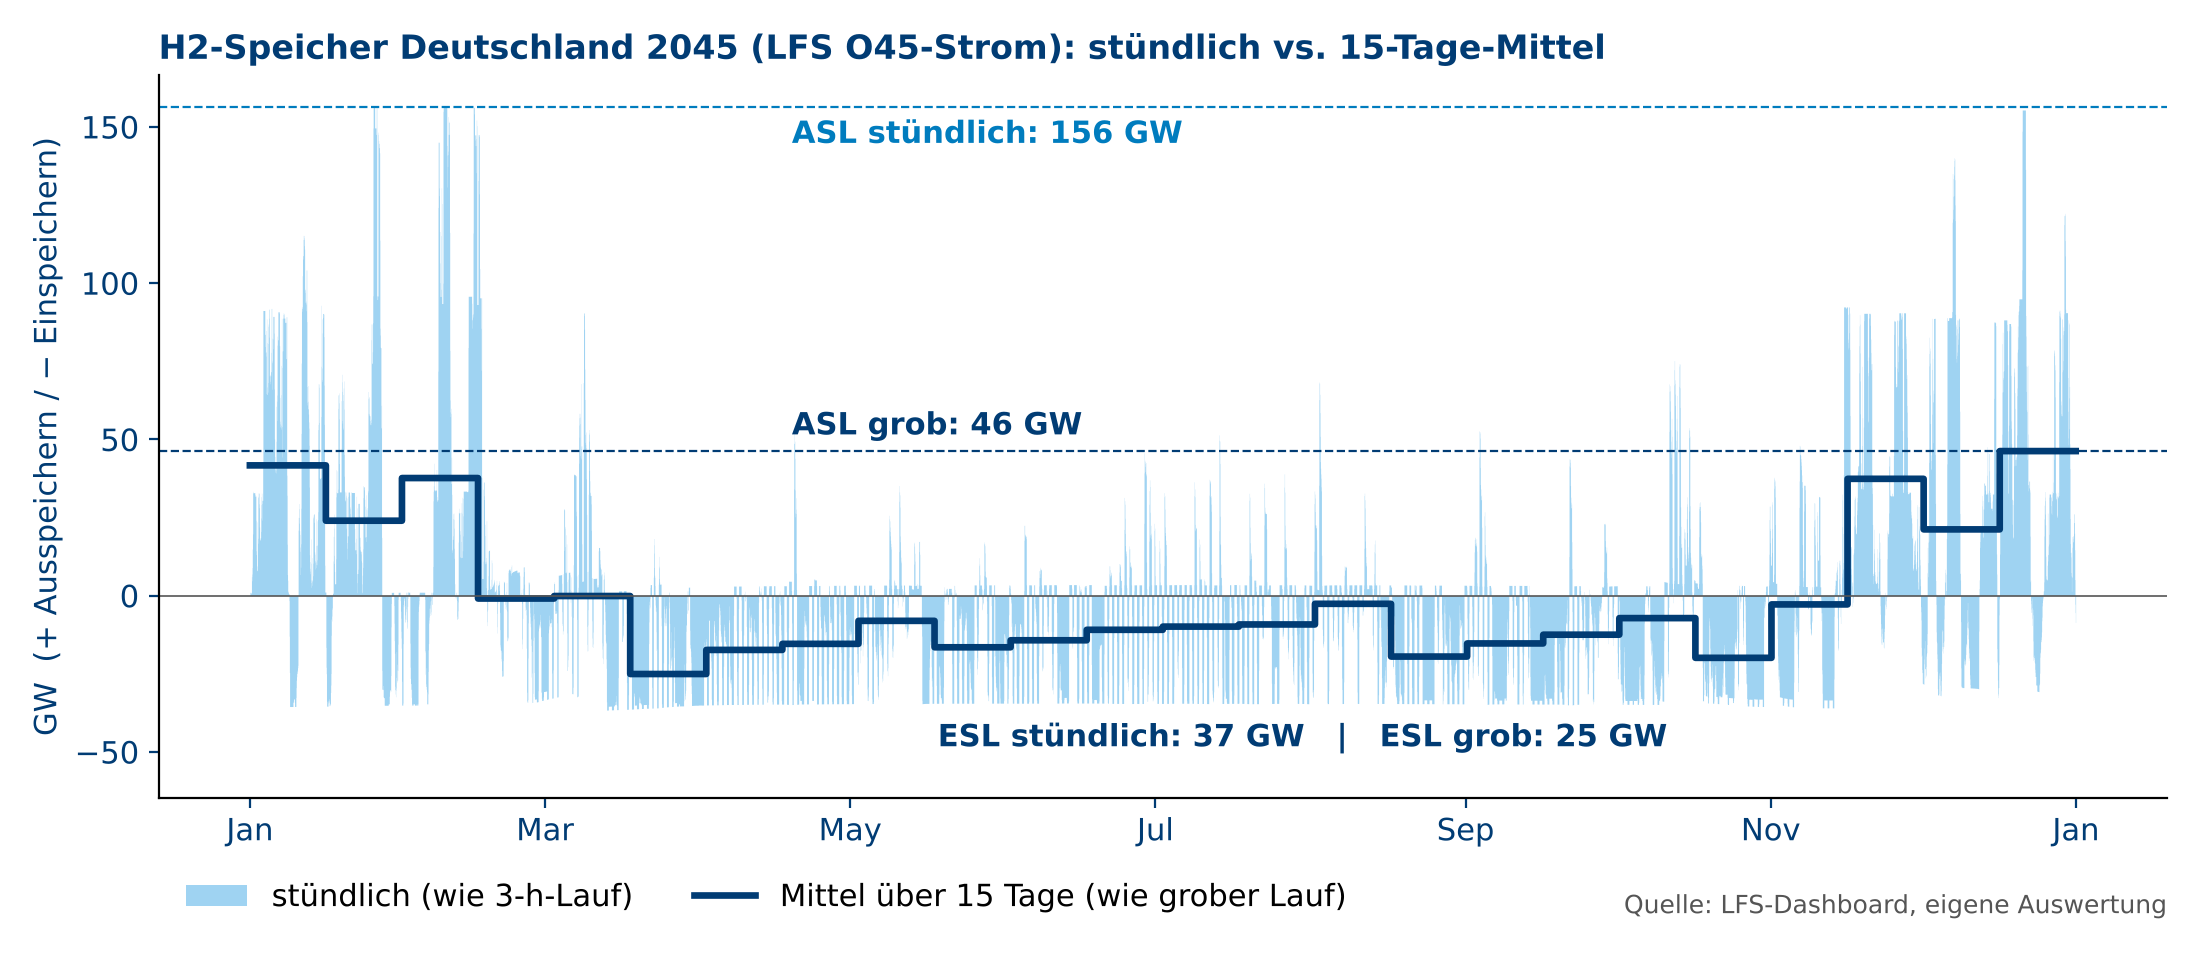 H2-Speicher Deutschland 2045 (LFS O45-Strom): stündlich vs. 15-Tage-Mittel
GW (+ Ausspeichern / − Einspeichern)
150
100
50
0
−50
ASL stündlich: 156 GW
ASL grob: 46 GW
ESL stündlich: 37 GW | ESL grob: 25 GW
Jan Mar May Jul Sep Nov Jan
stündlich (wie 3-h-Lauf) Mittel über 15 Tage (wie grober Lauf)
Quelle: LFS-Dashboard, eigene Auswertung